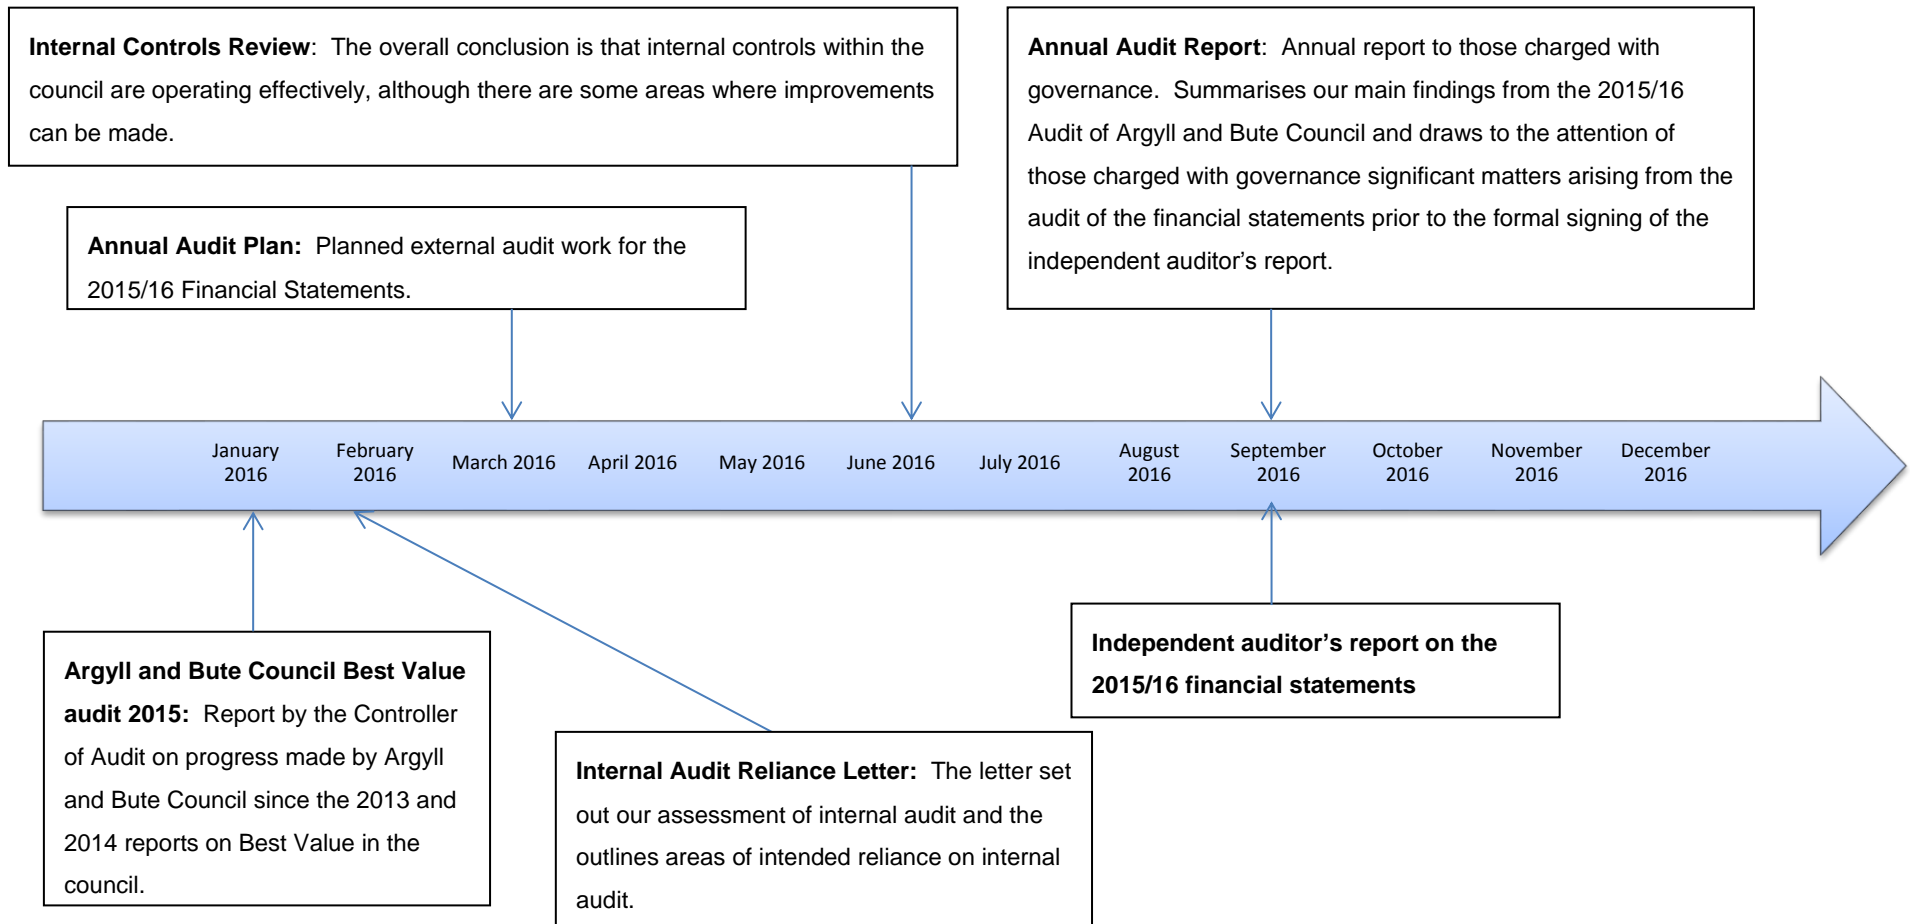 Internal Controls Review: The overall conclusion is that internal controls within the
council are operating effectively, although there are some areas where improvements
can be made.
Annual Audit Report: Annual report to those charged with
governance. Summarises our main findings from the 2015/16
Audit of Argyll and Bute Council and draws to the attention of
those charged with governance significant matters arising from the
audit of the financial statements prior to the formal signing of the
independent auditor's report.
Annual Audit Plan: Planned external audit work for the
2015/16 Financial Statements.
January
2016
February
2016
March 2016
April 2016
May 2016
June 2016
July 2016
August
2016
September
2016
October
2016
November
2016
December
2016
Argyll and Bute Council Best Value
audit 2015: Report by the Controller
of Audit on progress made by Argyll
and Bute Council since the 2013 and
2014 reports on Best Value in the
council.
Internal Audit Reliance Letter: The letter set
out our assessment of internal audit and the
outlines areas of intended reliance on internal
audit.
Independent auditor's report on the
2015/16 financial statements